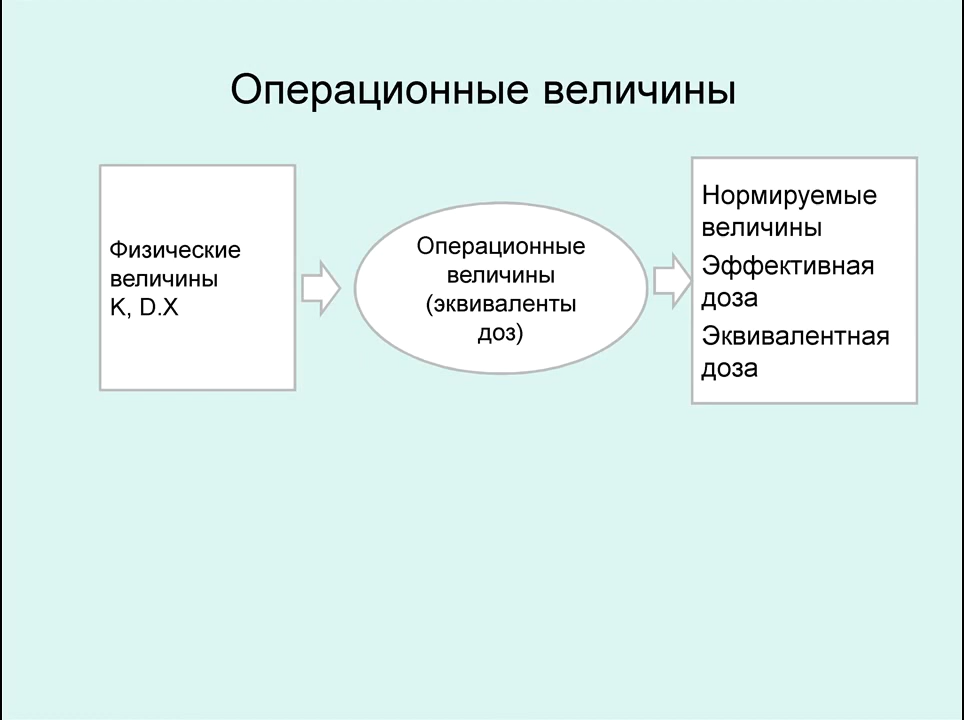 Операционные величины
Физические
величины
K, D.X
Операционные
величины
(эквиваленты
доз)
Нормируемые
величины
Эффективная
доза
Эквивалентная
доза